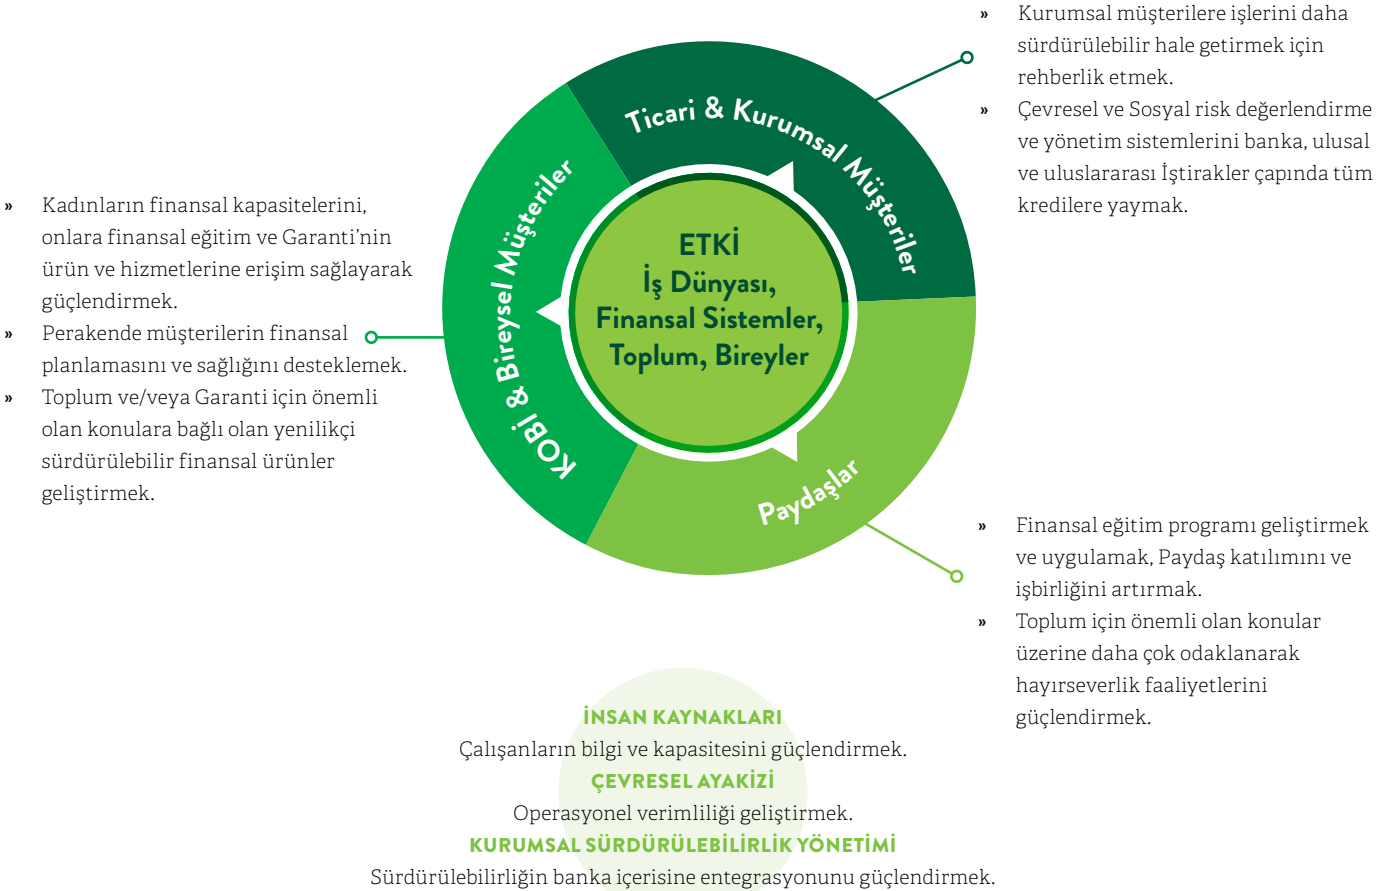 » Kurumsal müşterilere işlerini daha
sürdürülebilir hale getirmek için
rehberlik etmek.
» Çevresel ve Sosyal risk değerlendirme
ve yönetim sistemlerini banka, ulusal
ve uluslararası İştirakler çapında tüm
kredilere yaymak.
Ticari & Kurumsal Müşteriler
» Kadınların finansal kapasitelerini,
onlara finansal eğitim ve Garanti’nin
ürün ve hizmetlerine erişim sağlayarak
güçlendirmek.
» Perakende müşterilerin finansal
planlamasını ve sağlığını desteklemek.
» Toplum ve/veya Garanti için önemli
olan konulara bağlı olan yenilikçi
sürdürülebilir finansal ürünler
geliştirmek.
KOBİ & Bireysel Müşteriler
ETKİ
İş Dünyası,
Finansal Sistemler,
Toplum, Bireyler
Paydaşlar
» Finansal eğitim programı geliştirmek
ve uygulamak, Paydaş katılımını ve
işbirliğini artırmak.
» Toplum için önemli olan konular
üzerine daha çok odaklanarak
hayırseverlik faaliyetlerini
güçlendirmek.
İNSAN KAYNAKLARI
Çalışanların bilgi ve kapasitesini güçlendirmek.
ÇEVRESEL AYAKİZİ
Operasyonel verimliliği geliştirmek.
KURUMSAL SÜRDÜRÜLEBİLİRLİK YÖNETİMİ
Sürdürülebilirliğin banka içerisine entegrasyonunu güçlendirmek.